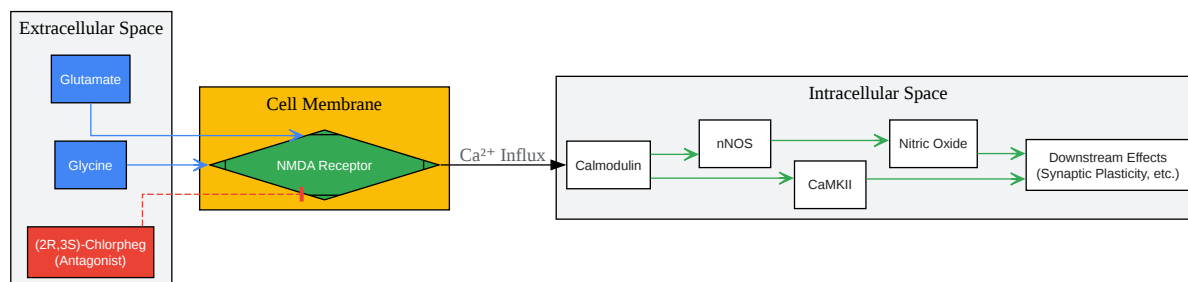 Extracellular Space
Glutamate
Glycine
(2R,3S)-Chlorpheg
(Antagonist)
Cell Membrane
NMDA Receptor
Ca²⁺ Influx
Intracellular Space
Calmodulin
nNOS
CaMKII
Nitric Oxide
Downstream Effects
(Synaptic Plasticity, etc.)